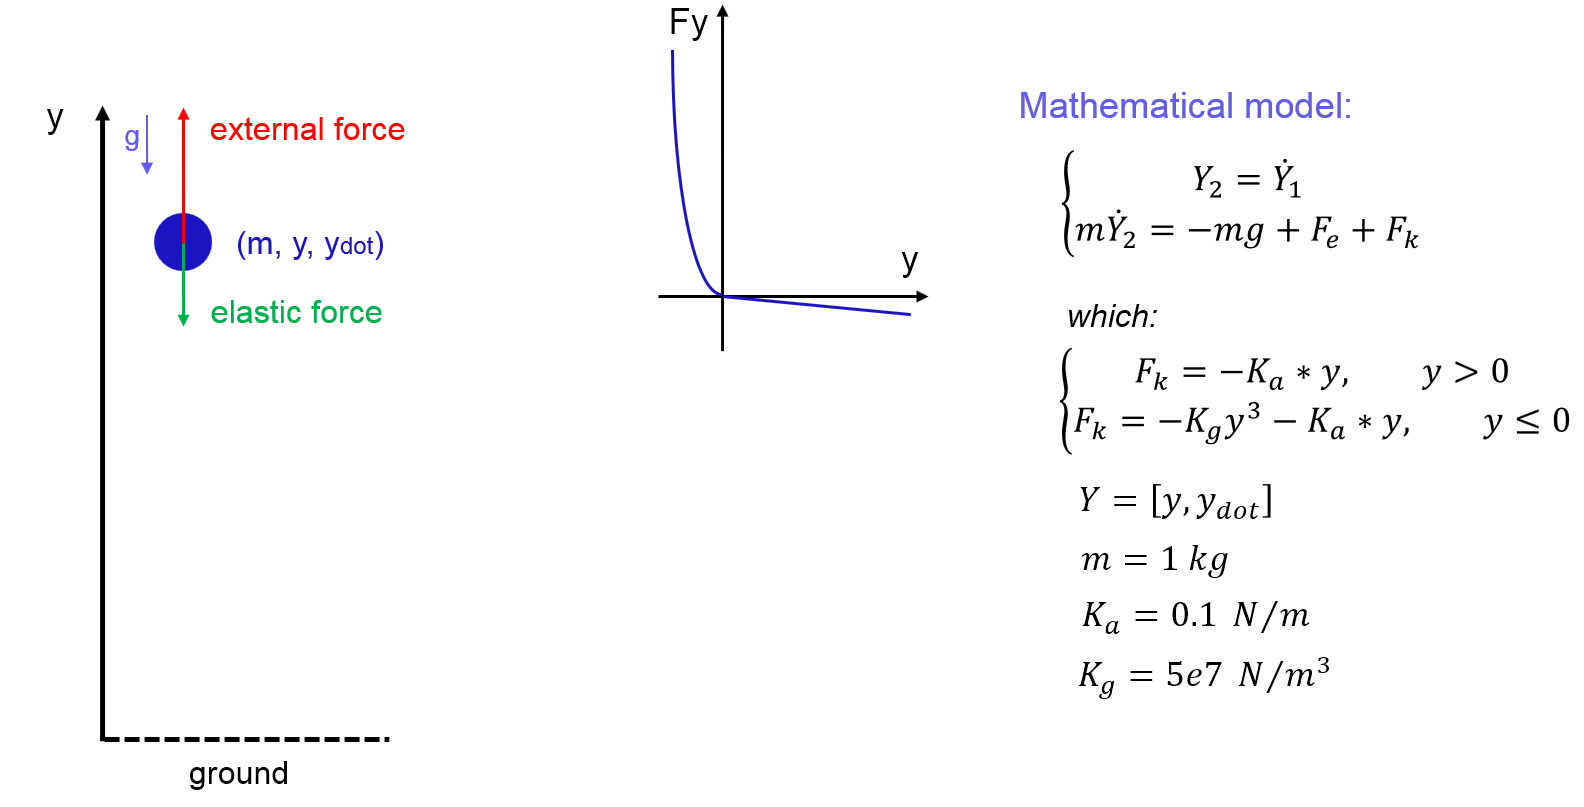 y
g
external force
(m, y, ydot)
elastic force
ground
Fy
y
Mathematical model:
Y₂ = Ẏ₁
mẎ₂ = −mg + Fₑ + Fₖ
which:
Fₖ = −Kₐ ∗ y, y > 0
Fₖ = −K_g y³ − Kₐ ∗ y, y ≤ 0
Y = [y, y_dot]
m = 1 kg
Kₐ = 0.1 N/m
K_g = 5e7 N/m³